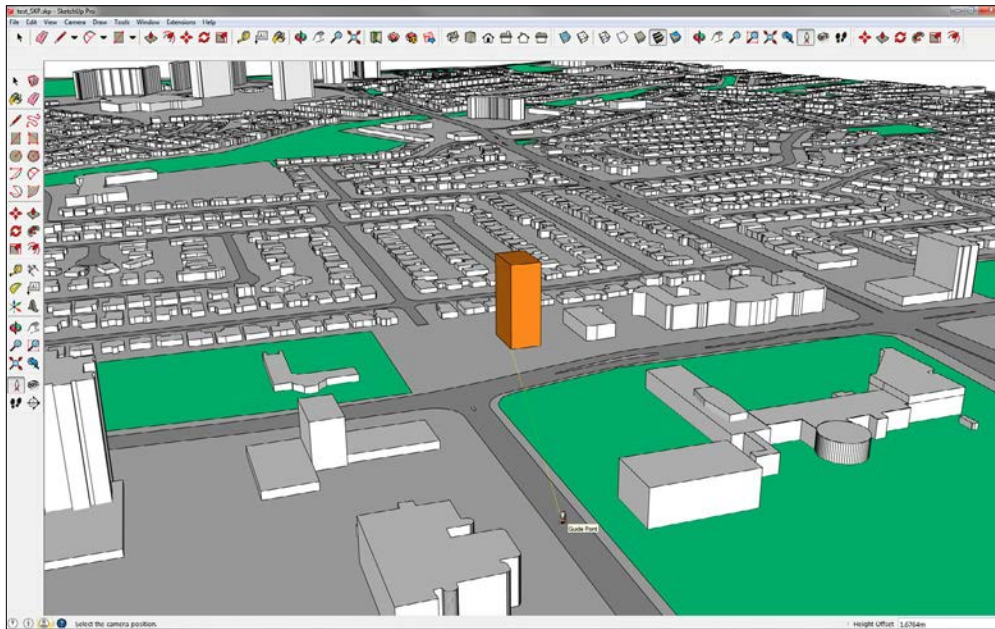 test_SKP.skp - SketchUp Pro
File Edit View Camera Draw Tools Window Extensions Help
Guide Point
Select the camera position.
Height Offset 1.6764m